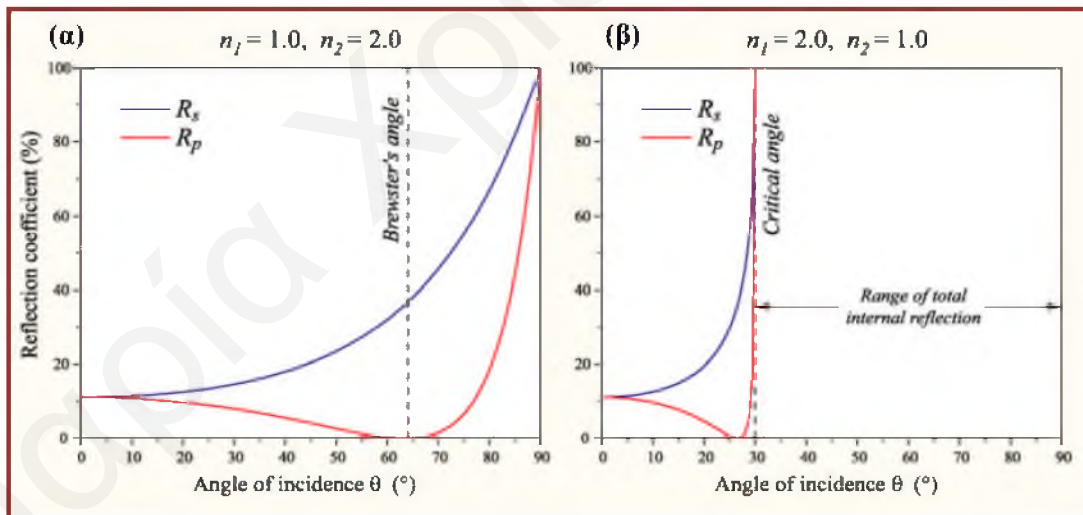 (α)
n1 = 1.0, n2 = 2.0
Reflection coefficient (%)
100
80
60
40
20
0
Rs
Rp
Brewster's angle
0 10 20 30 40 50 60 70 80 90
Angle of incidence θ (°)
(β)
n1 = 2.0, n2 = 1.0
100
80
60
40
20
0
Rs
Rp
Critical angle
Range of total
internal reflection
0 10 20 30 40 50 60 70 80 90
Angle of incidence θ (°)